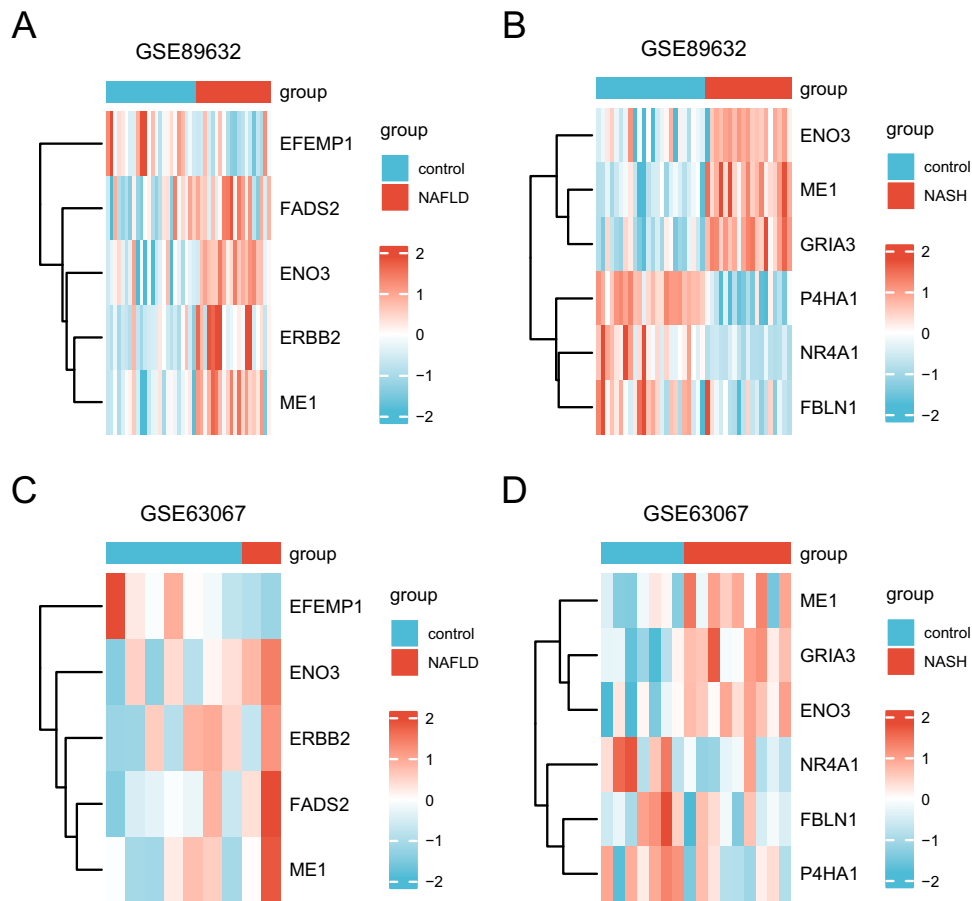 A
GSE89632
group
EFEMP1
FADS2
ENO3
ERBB2
ME1
group
control
NAFLD
2
1
0
−1
−2
B
GSE89632
group
ENO3
ME1
GRIA3
P4HA1
NR4A1
FBLN1
group
control
NASH
2
1
0
−1
−2
C
GSE63067
group
EFEMP1
ENO3
ERBB2
FADS2
ME1
group
control
NAFLD
2
1
0
−1
−2
D
GSE63067
group
ME1
GRIA3
ENO3
NR4A1
FBLN1
P4HA1
group
control
NASH
2
1
0
−1
−2